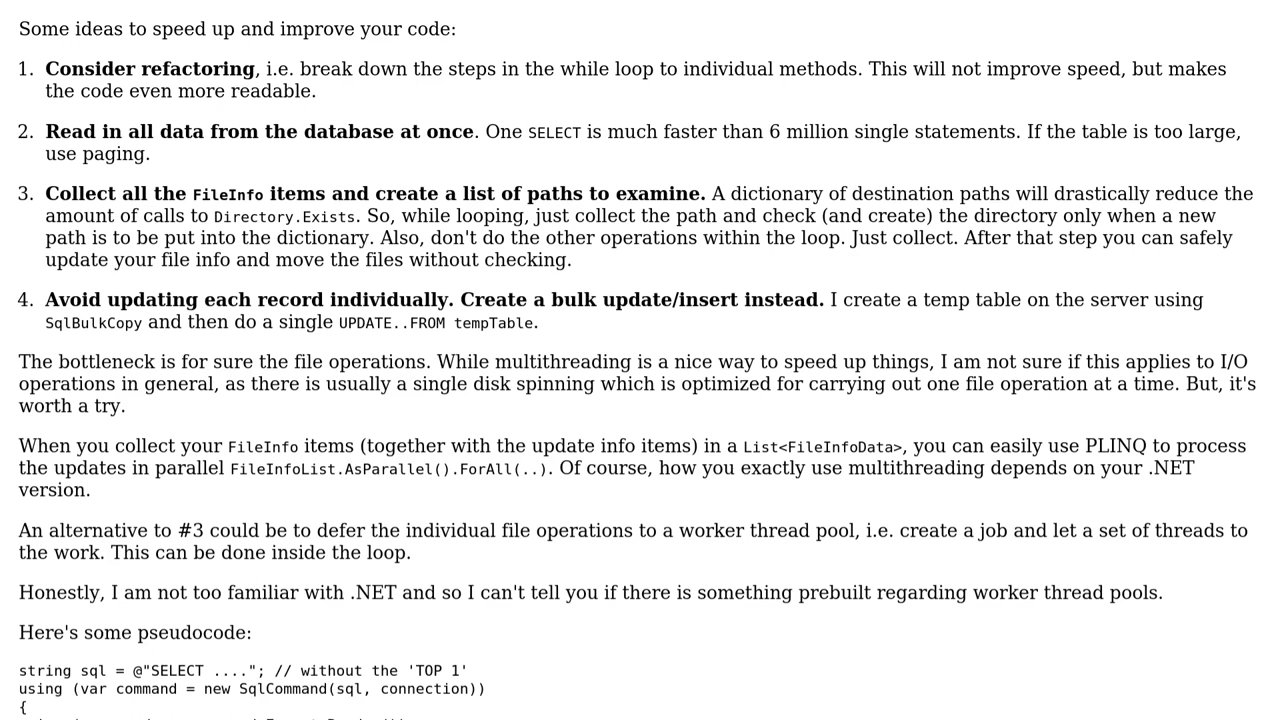 Some ideas to speed up and improve your code:
1. Consider refactoring, i.e. break down the steps in the while loop to individual methods. This will not improve speed, but makes
the code even more readable.
2. Read in all data from the database at once. One SELECT is much faster than 6 million single statements. If the table is too large,
use paging.
3. Collect all the FileInfo items and create a list of paths to examine. A dictionary of destination paths will drastically reduce the
amount of calls to Directory.Exists. So, while looping, just collect the path and check (and create) the directory only when a new
path is to be put into the dictionary. Also, don't do the other operations within the loop. Just collect. After that step you can safely
update your file info and move the files without checking.
4. Avoid updating each record individually. Create a bulk update/insert instead. I create a temp table on the server using
SqlBulkCopy and then do a single UPDATE..FROM tempTable.
The bottleneck is for sure the file operations. While multithreading is a nice way to speed up things, I am not sure if this applies to I/O
operations in general, as there is usually a single disk spinning which is optimized for carrying out one file operation at a time. But, it's
worth a try.
When you collect your FileInfo items (together with the update info items) in a List<FileInfoData>, you can easily use PLINQ to process
the updates in parallel FileInfoList.AsParallel().ForAll(..). Of course, how you exactly use multithreading depends on your .NET
version.
An alternative to #3 could be to defer the individual file operations to a worker thread pool, i.e. create a job and let a set of threads to
the work. This can be done inside the loop.
Honestly, I am not too familiar with .NET and so I can't tell you if there is something prebuilt regarding worker thread pools.
Here's some pseudocode:
string sql = @"SELECT ...."; // without the 'TOP 1'
using (var command = new SqlCommand(sql, connection))
{